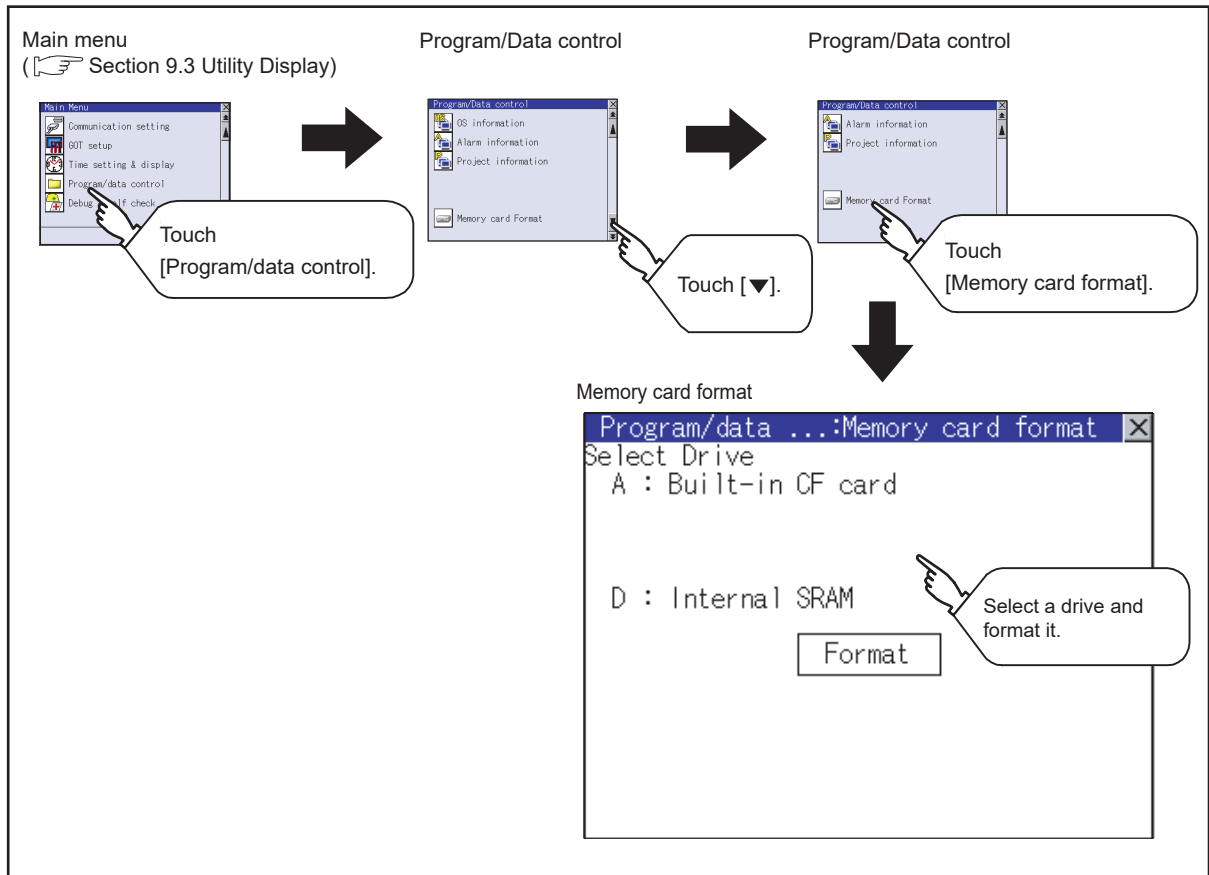 Main menu
( Section 9.3 Utility Display)
Program/Data control
Program/Data control
Main Menu
Communication setting
GOT setup
Time setting & display
Program/data control
Debug self check
Touch
[Program/data control].
Program/Data control
OS information
Alarm information
Project information
Memory card Format
Touch [▼].
Program/Data control
Alarm information
Project information
Memory card Format
Touch
[Memory card format].
Memory card format
Program/data ...:Memory card format
Select Drive
A : Built-in CF card
D : Internal SRAM
Format
Select a drive and
format it.